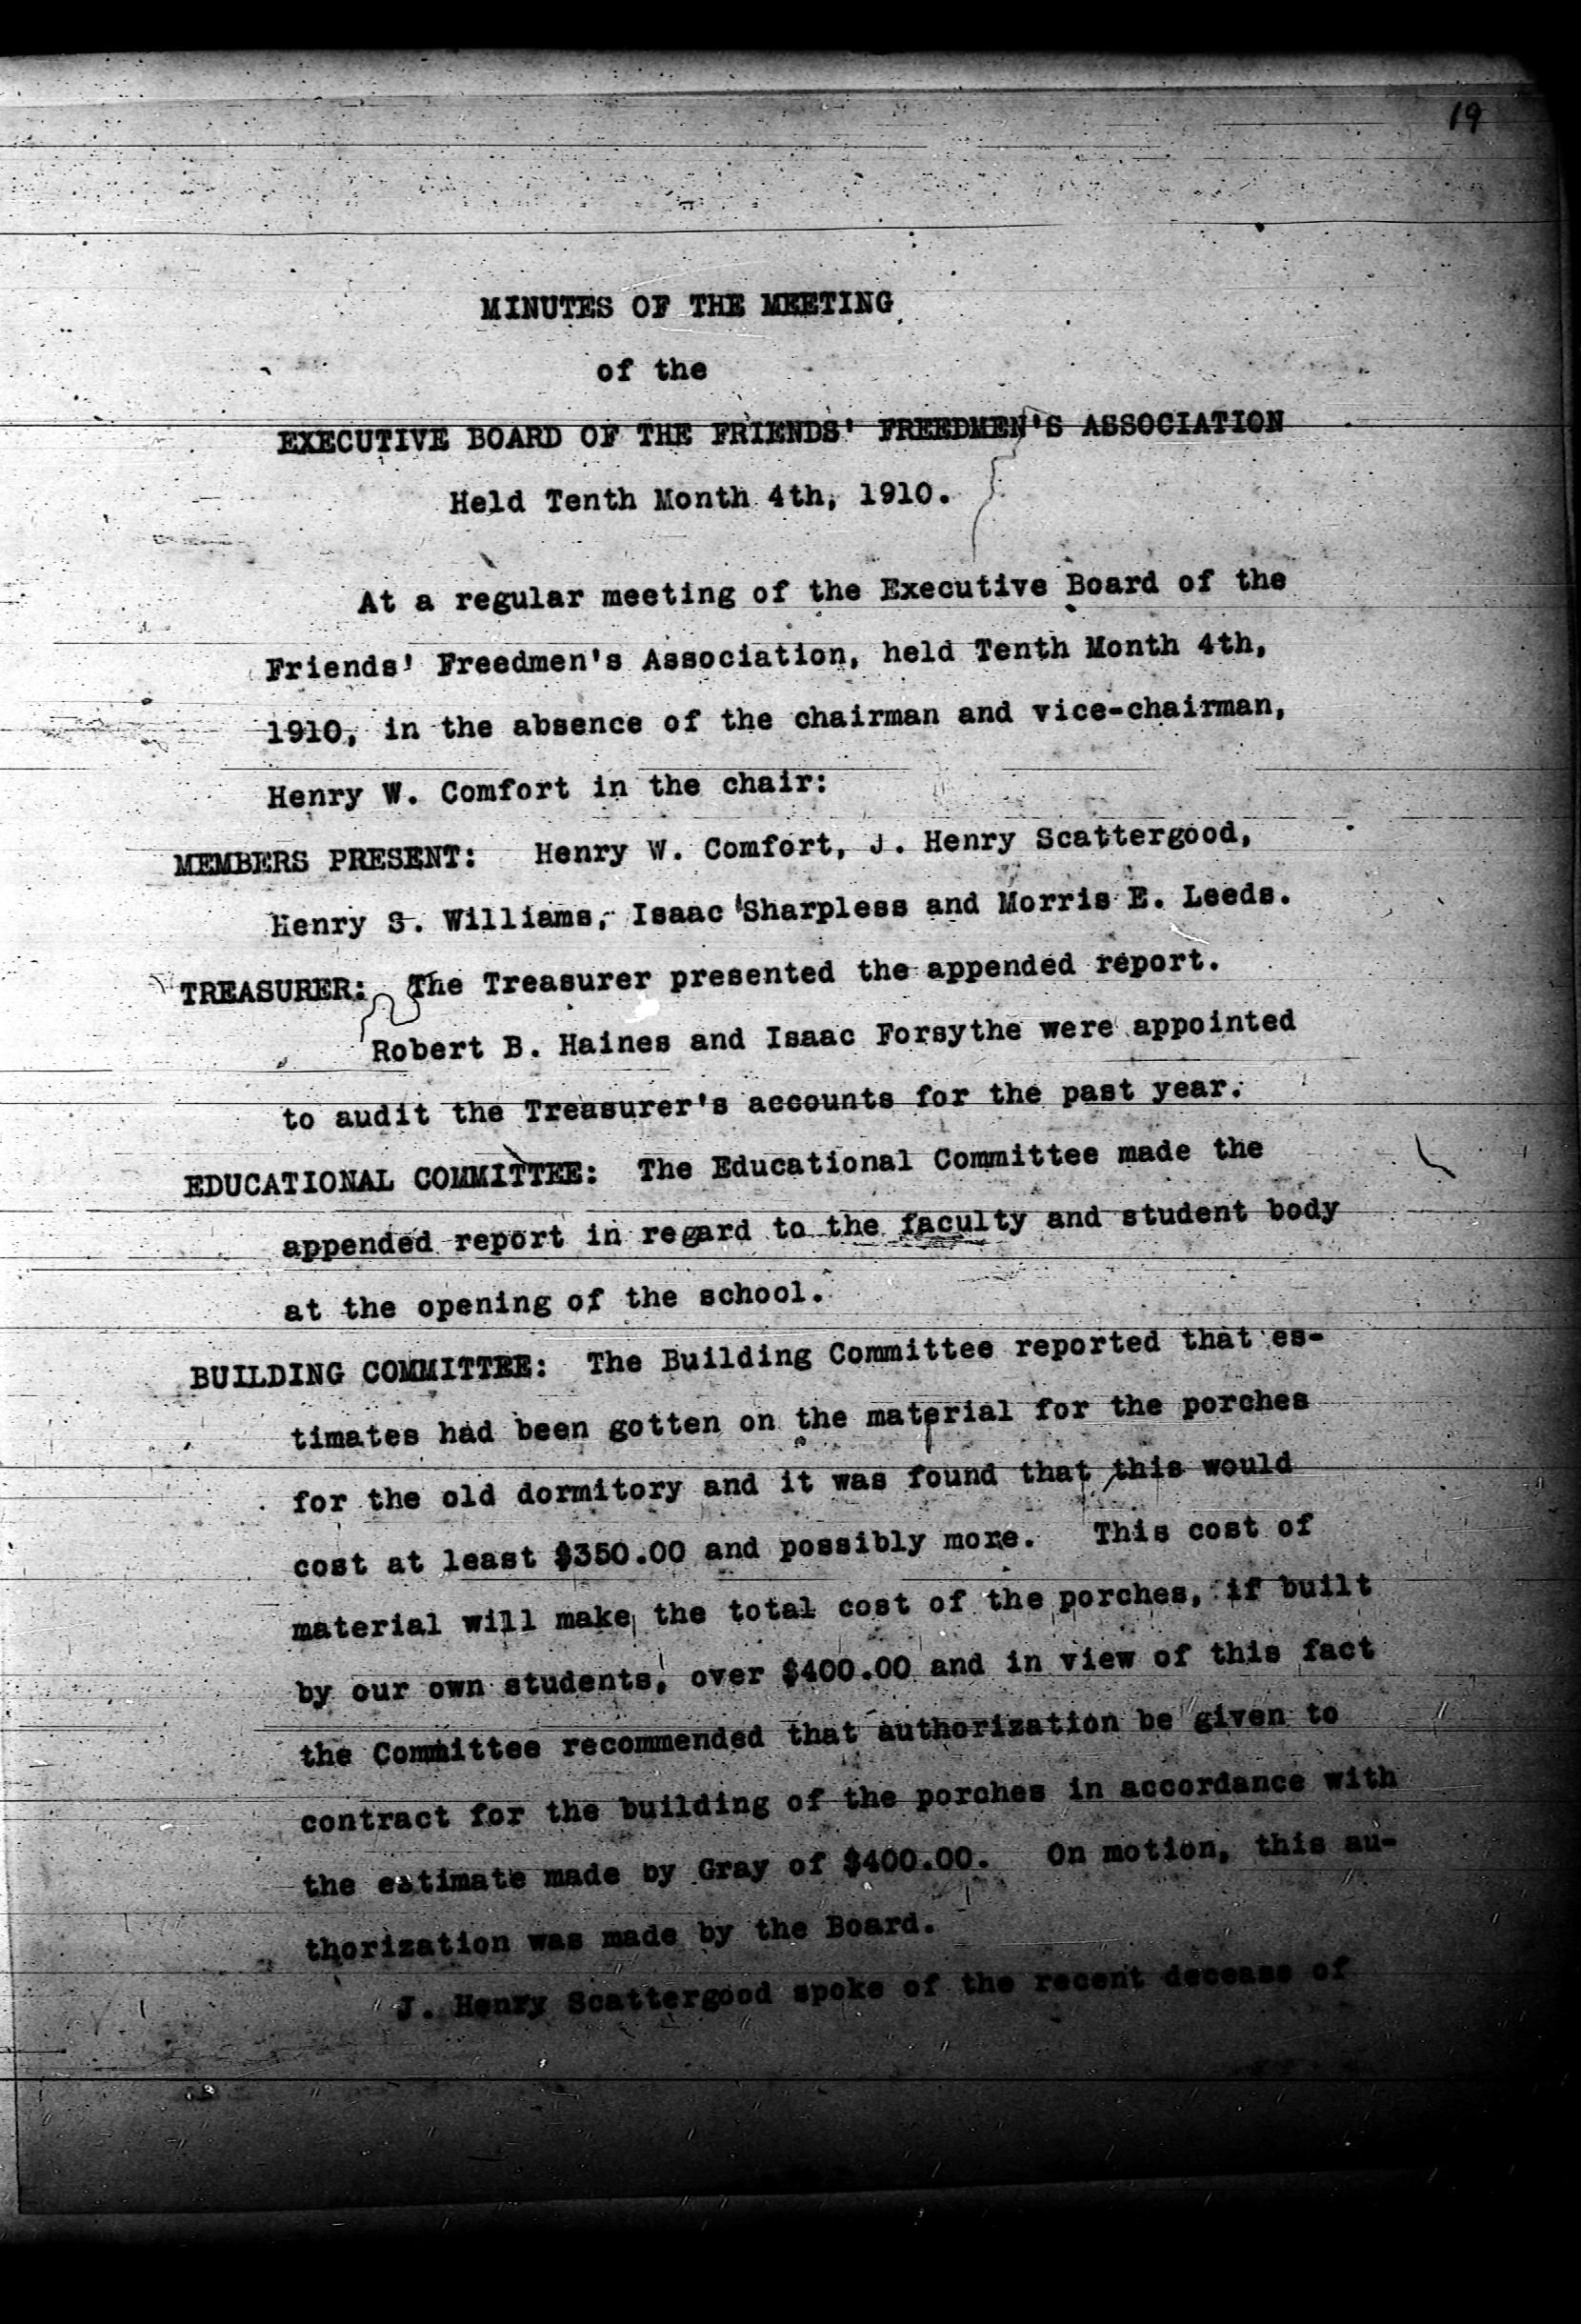 19
MINUTES OF THE MEETING
of the
EXECUTIVE BOARD OF THE FRIENDS' FREEDMEN'S ASSOCIATION
Held Tenth Month 4th, 1910.
At a regular meeting of the Executive Board of the
Friends' Freedmen's Association, held Tenth Month 4th,
1910, in the absence of the chairman and vice-chairman,
Henry W. Comfort in the chair:
MEMBERS PRESENT: Henry W. Comfort, J. Henry Scattergood,
Henry S. Williams, Isaac Sharpless and Morris E. Leeds.
TREASURER: The Treasurer presented the appended report.
Robert B. Haines and Isaac Forsythe were appointed
to audit the Treasurer's accounts for the past year.
EDUCATIONAL COMMITTEE: The Educational Committee made the
appended report in regard to the faculty and student body
at the opening of the school.
BUILDING COMMITTEE: The Building Committee reported that es-
timates had been gotten on the material for the porches
for the old dormitory and it was found that this would
cost at least $350.00 and possibly more. This cost of
material will make the total cost of the porches, if built
by our own students, over $400.00 and in view of this fact
the Committee recommended that authorization be given to
contract for the building of the porches in accordance with
the estimate made by Gray of $400.00. On motion, this au-
thorization was made by the Board.
J. Henry Scattergood spoke of the recent decease of